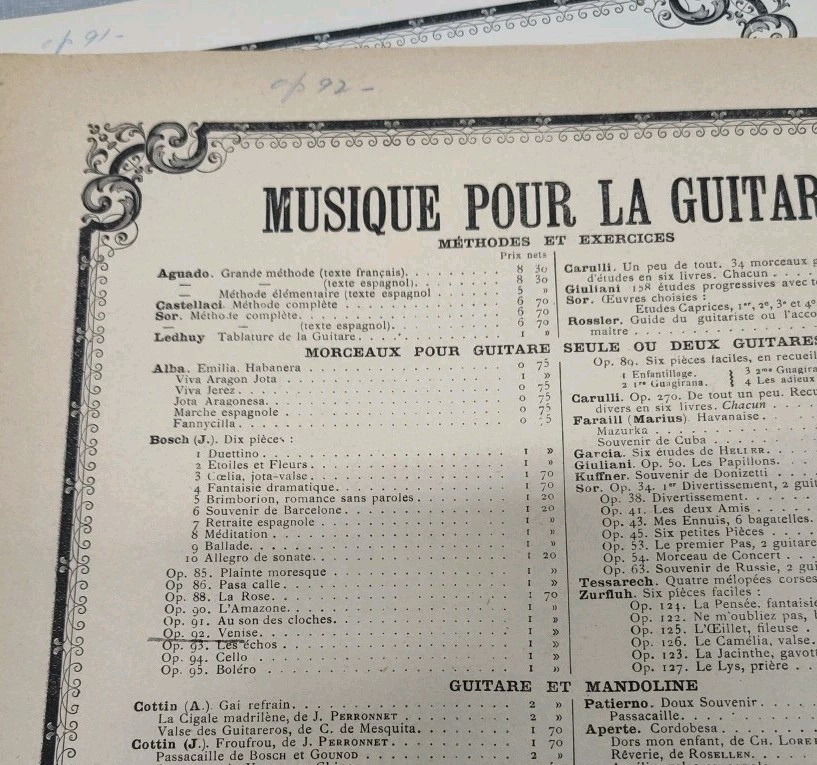 op 91-
op 92-
MUSIQUE POUR LA GUITAR
MÉTHODES ET EXERCICES
Prix nets
Aguado. Grande méthode (texte français). 8 30
— — (texte espagnol). 8 30
— Méthode élémentaire (texte espagnol 5 »
Castellaci. Méthode complète 6 70
Sor. Méthode complète. 6 70
— — (texte espagnol). 6 70
Ledhuy Tablature de la Guitare. 1 »
Carulli. Un peu de tout. 34 morceaux
d'études en six livres. Chacun
Giuliani 158 études progressives avec
Sor. Œuvres choisies :
Etudes Caprices, 1er, 2e, 3e et 4e
Rossler. Guide du guitariste ou l'acco
maître
MORCEAUX POUR GUITARE SEULE OU DEUX GUITARES
Alba. Emilia. Habanera 0 75
Viva Aragon Jota 1 »
Viva Jerez. 0 75
Jota Aragonesa. 0 75
Marche espagnole 0 75
Fannycilla. 0
Bosch (J.). Dix pièces :
1 Duettino. 1 »
2 Etoiles et Fleurs. 1 »
3 Cœlia, jota-valse. 1 70
4 Fantaisie dramatique. 1 70
5 Brimborion, romance sans paroles 1 20
6 Souvenir de Barcelone. 1 20
7 Retraite espagnole 1 »
8 Méditation 1 »
9 Ballade. 1 »
10 Allegro de sonate. 1 20
Op. 85. Plainte moresque 1 »
Op 86. Pasa calle. 1 »
Op. 88. La Rose. 1 70
Op. 90. L'Amazone. 1 »
Op. 91. Au son des cloches. 1 »
Op. 92. Venise. 1 »
Op. 93. Les échos 1 »
Op. 94. Cello 1 »
Op. 95. Boléro 1 »
Op. 89. Six pièces faciles, en recueil
1 Enfantillage. 3 2me Guagira
2 1re Guagirana. 4 Les adieux
Carulli. Op. 270. De tout un peu. Recu
divers en six livres. Chacun
Faraill (Marius). Havanaise.
Mazurka
Souvenir de Cuba
Garcia. Six études de HELLER.
Giuliani. Op. 50. Les Papillons.
Kuffner. Souvenir de Donizetti
Sor. Op. 34. 1er Divertissement, 2 guit
Op. 38. Divertissement.
Op. 41. Les deux Amis
Op. 43. Mes Ennuis, 6 bagatelles.
Op. 45. Six petites Pièces
Op. 53. Le premier Pas, 2 guitare
Op. 54. Morceau de Concert
Op. 63. Souvenir de Russie, 2 gui
Tessarech. Quatre mélopées corses
Zurfluh. Six pièces faciles :
Op. 124. La Pensée. fantaisie
Op. 122. Ne m'oubliez pas,
Op. 125. L'Œillet, fileuse
Op. 126. Le Camélia, valse.
Op. 123. La Jacinthe, gavott
Op. 127. Le Lys, prière
GUITARE ET MANDOLINE
Cottin (A.). Gai refrain. 2 »
La Cigale madrilène, de J. PERRONNET 2 »
Valse des Guitareros, de C. de Mesquita. 1 70
Cottin (J.). Froufrou, de J. PERRONNET. 1 70
Passacaille de BOSCH et GOUNOD 2 »
Patierno. Doux Souvenir.
Passacaille.
Aperte. Cordobesa
Dors mon enfant, de CH. LORE
Rêverie, de ROSELLEN.